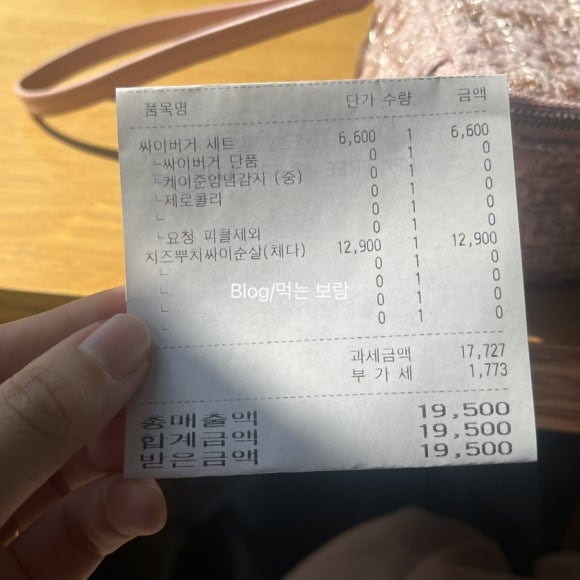 품목명 단가 수량 금액
싸이버거 세트 6,600 1 6,600
└싸이버거 단품 0 1 0
└케이준양념감자 (중) 0 1 0
└제로콜라 0 1 0
└ 0 1 0
└요청 피클제외 0 1 0
치즈뿌치싸이순살(체다) 12,900 1 12,900
└ 0 1 0
└ 0 1 0
└ 0 1 0
└ 0 1 0
Blog/먹는 보람
과세금액 17,727
부 가 세 1,773
총매출액 19,500
합계금액 19,500
받은금액 19,500